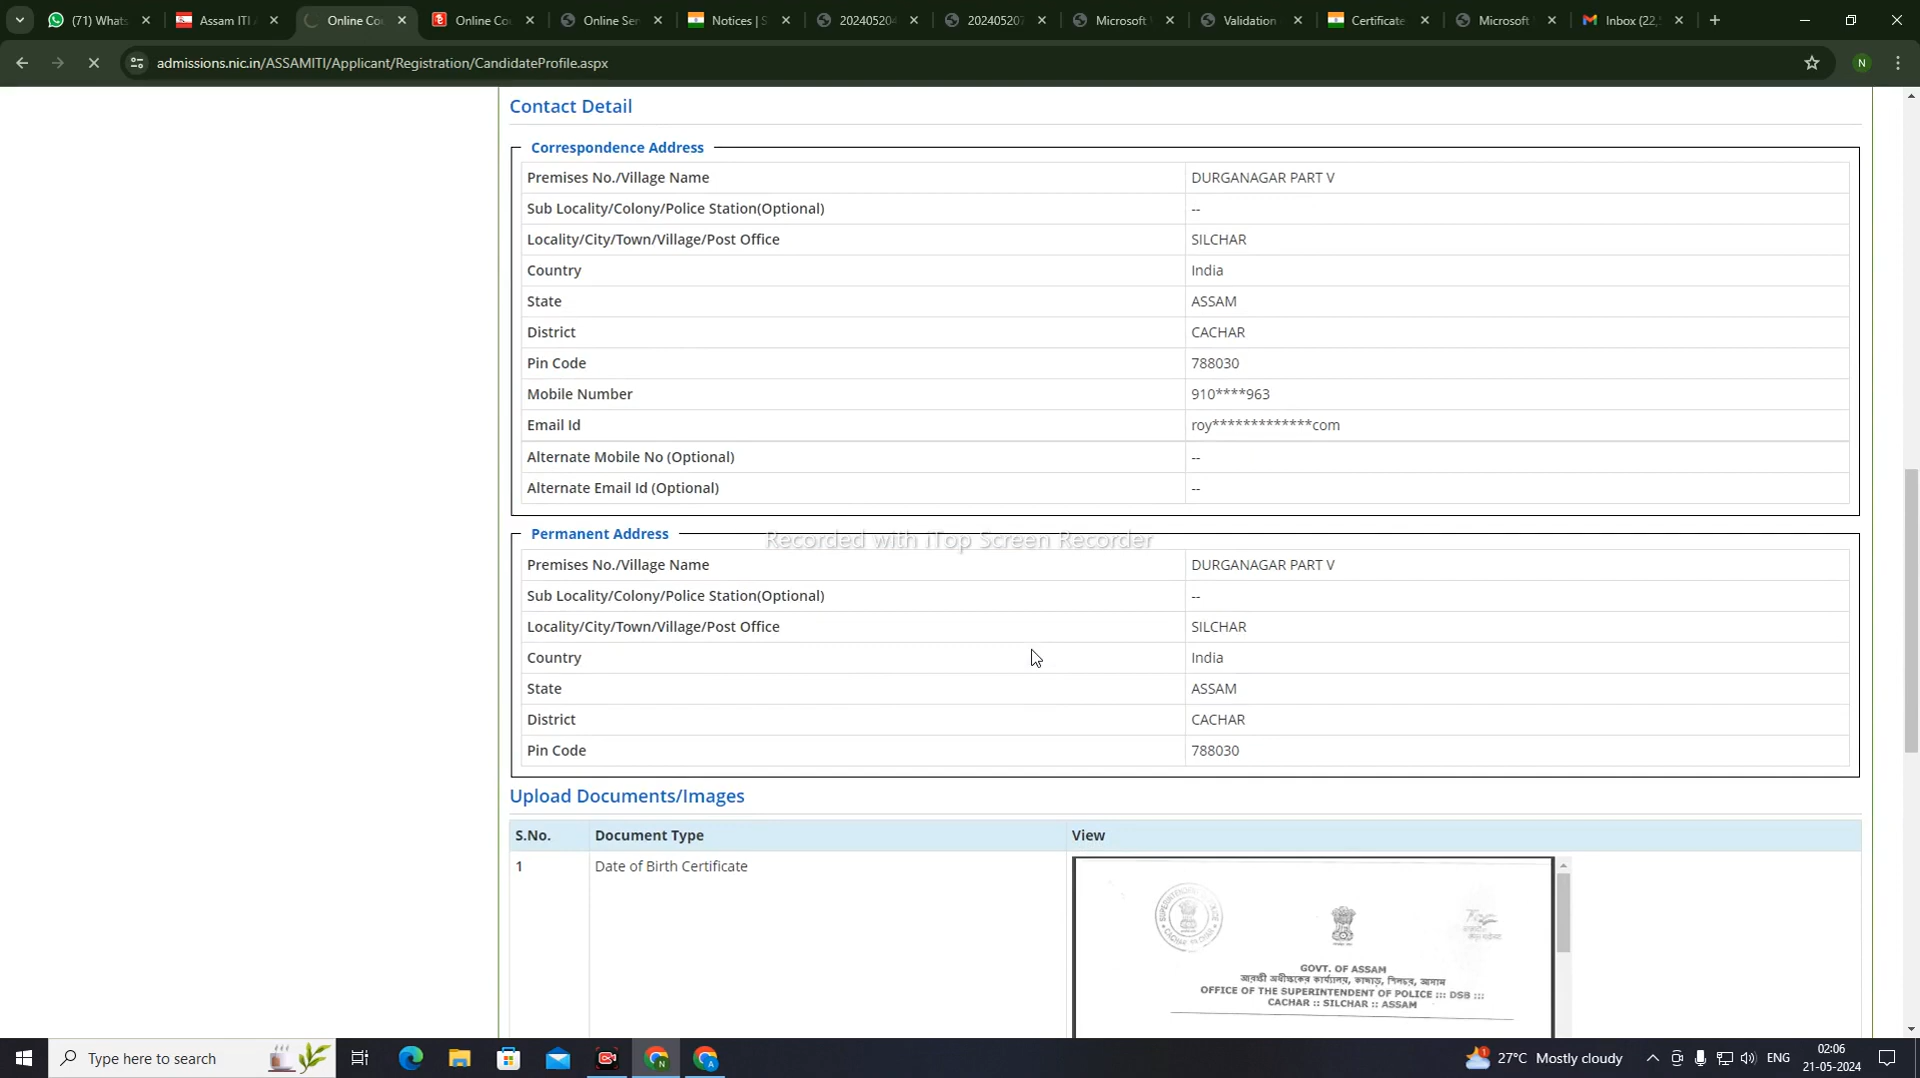 (71) Whats
Assam ITI
Online Co
Online Co
Online Ser
Notices | S
20240520
20240520
Microsoft
Validation
Certificate
Microsoft
Inbox (22,
admissions.nic.in/ASSAMITI/Applicant/Registration/CandidateProfile.aspx
N
Contact Detail
Correspondence Address
Premises No./Village Name DURGANAGAR PART V
Sub Locality/Colony/Police Station(Optional) --
Locality/City/Town/Village/Post Office SILCHAR
Country India
State ASSAM
District CACHAR
Pin Code 788030
Mobile Number 910****963
Email Id roy*************com
Alternate Mobile No (Optional) --
Alternate Email Id (Optional) --
Permanent Address
Recorded with iTop Screen Recorder
Premises No./Village Name DURGANAGAR PART V
Sub Locality/Colony/Police Station(Optional) --
Locality/City/Town/Village/Post Office SILCHAR
Country India
State ASSAM
District CACHAR
Pin Code 788030
Upload Documents/Images
S.No. Document Type View
1 Date of Birth Certificate
GOVT. OF ASSAM
OFFICE OF THE SUPERINTENDENT OF POLICE ::: DSB :::
CACHAR :: SILCHAR :: ASSAM
Type here to search
27°C Mostly cloudy
ENG
02:06
21-05-2024